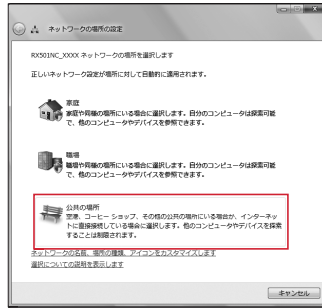 ネットワークの場所の設定
RX501NC_XXXX ネットワークの場所を選択します
正しいネットワーク設定が場所に対して自動的に適用されます。
家庭
家庭や同種の場所にいる場合に選択します。自分のコンピュータは探索可能
で、他のコンピュータやデバイスを参照できます。
職場
職場や同種の場所にいる場合に選択します。自分のコンピュータは探索可能
で、他のコンピュータやデバイスを参照できます。
公共の場所
空港、コーヒー ショップ、その他の公共の場所にいる場合か、インターネッ
トに直接接続している場合に選択します。他のコンピュータやデバイスを探索
することは制限されます。
ネットワークの名前、場所の種類、アイコンをカスタマイズします
選択についての説明を表示します
キャンセル